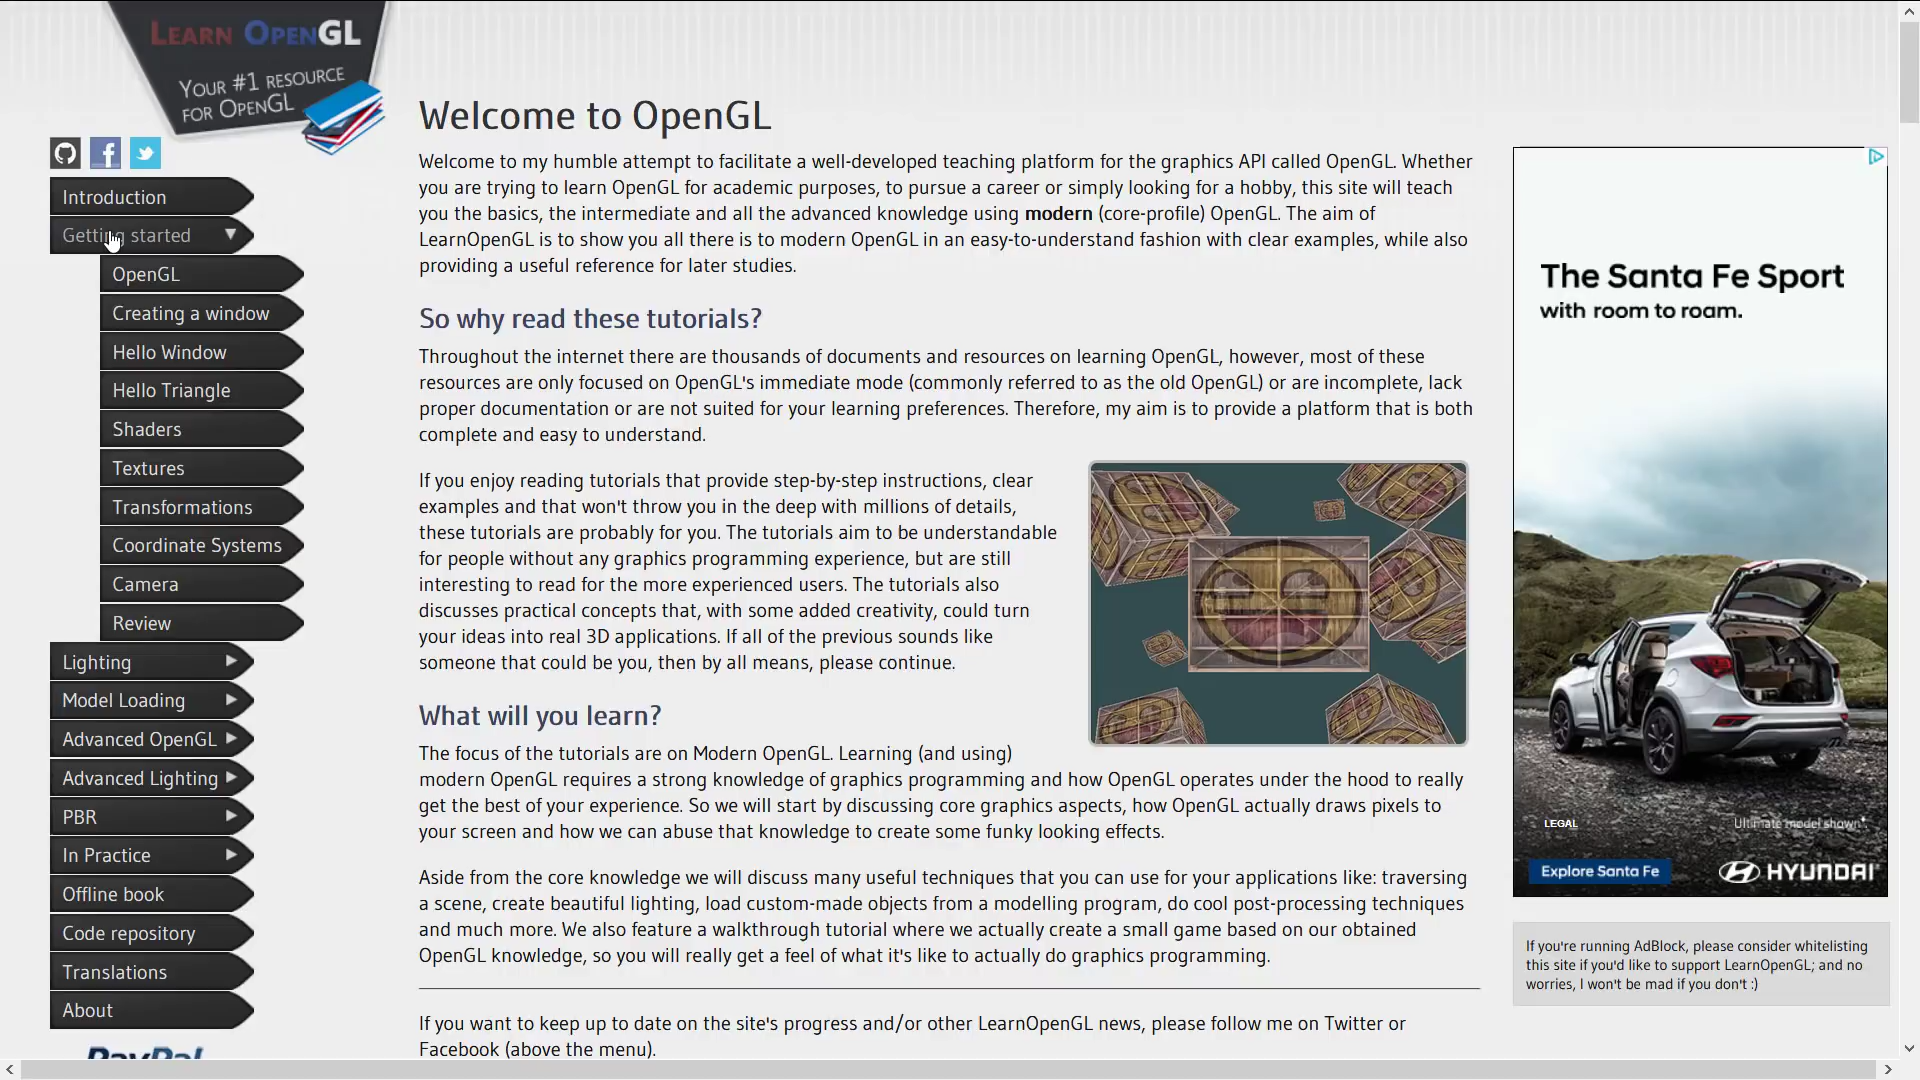 LEARN OPENGL
YOUR #1 RESOURCE
FOR OPENGL
Introduction
Getting started
OpenGL
Creating a window
Hello Window
Hello Triangle
Shaders
Textures
Transformations
Coordinate Systems
Camera
Review
Lighting
Model Loading
Advanced OpenGL
Advanced Lighting
PBR
In Practice
Offline book
Code repository
Translations
About
PayPal
Welcome to OpenGL
Welcome to my humble attempt to facilitate a well-developed teaching platform for the graphics API called OpenGL. Whether
you are trying to learn OpenGL for academic purposes, to pursue a career or simply looking for a hobby, this site will teach
you the basics, the intermediate and all the advanced knowledge using modern (core-profile) OpenGL. The aim of
LearnOpenGL is to show you all there is to modern OpenGL in an easy-to-understand fashion with clear examples, while also
providing a useful reference for later studies.
So why read these tutorials?
Throughout the internet there are thousands of documents and resources on learning OpenGL, however, most of these
resources are only focused on OpenGL's immediate mode (commonly referred to as the old OpenGL) or are incomplete, lack
proper documentation or are not suited for your learning preferences. Therefore, my aim is to provide a platform that is both
complete and easy to understand.
If you enjoy reading tutorials that provide step-by-step instructions, clear
examples and that won't throw you in the deep with millions of details,
these tutorials are probably for you. The tutorials aim to be understandable
for people without any graphics programming experience, but are still
interesting to read for the more experienced users. The tutorials also
discusses practical concepts that, with some added creativity, could turn
your ideas into real 3D applications. If all of the previous sounds like
someone that could be you, then by all means, please continue.
What will you learn?
The focus of the tutorials are on Modern OpenGL. Learning (and using)
modern OpenGL requires a strong knowledge of graphics programming and how OpenGL operates under the hood to really
get the best of your experience. So we will start by discussing core graphics aspects, how OpenGL actually draws pixels to
your screen and how we can abuse that knowledge to create some funky looking effects.
Aside from the core knowledge we will discuss many useful techniques that you can use for your applications like: traversing
a scene, create beautiful lighting, load custom-made objects from a modelling program, do cool post-processing techniques
and much more. We also feature a walkthrough tutorial where we actually create a small game based on our obtained
OpenGL knowledge, so you will really get a feel of what it's like to actually do graphics programming.
If you want to keep up to date on the site's progress and/or other LearnOpenGL news, please follow me on Twitter or
Facebook (above the menu).
The Santa Fe Sport
with room to roam.
LEGAL
Ultimate model shown*.
Explore Santa Fe
HYUNDAI
If you're running AdBlock, please consider whitelisting
this site if you'd like to support LearnOpenGL; and no
worries, I won't be mad if you don't :)